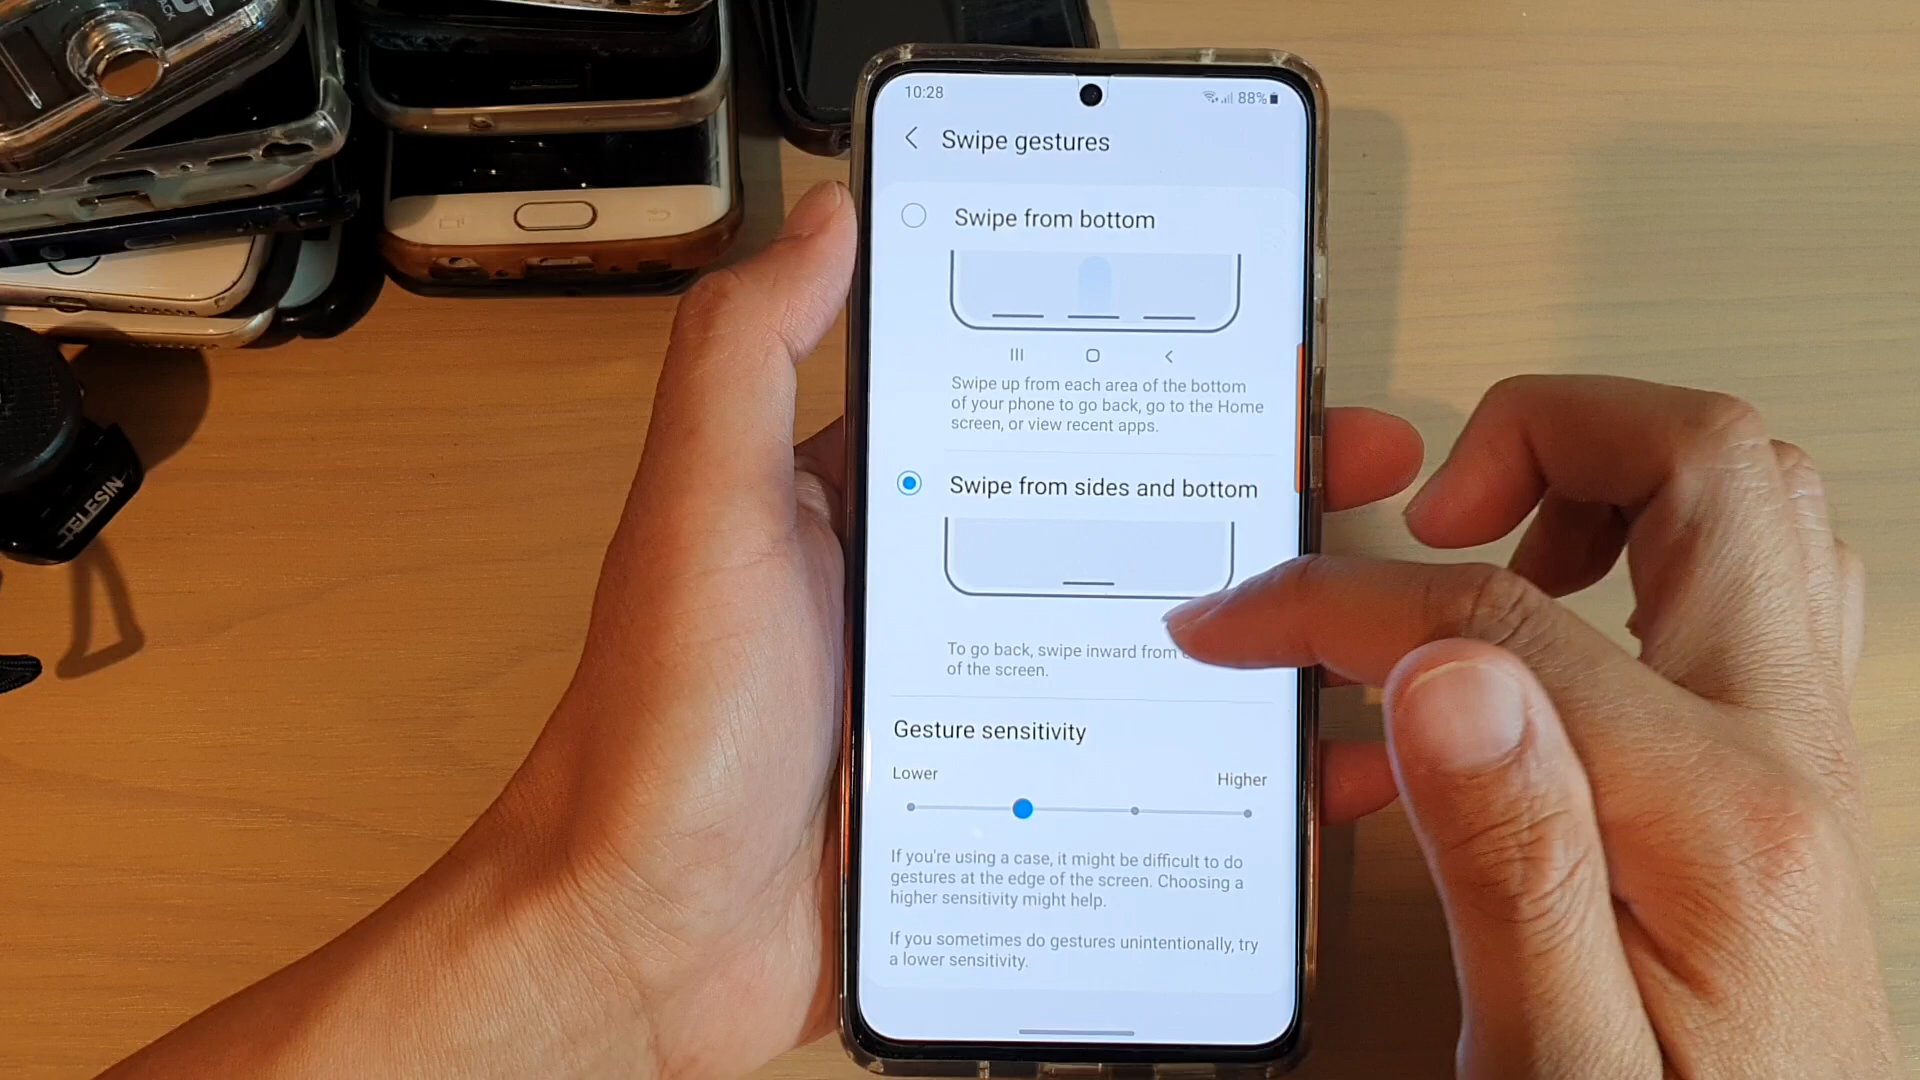 10:28
88%
Swipe gestures
Swipe from bottom
Swipe up from each area of the bottom
of your phone to go back, go to the Home
screen, or view recent apps.
Swipe from sides and bottom
To go back, swipe inward from
of the screen.
Gesture sensitivity
Lower
Higher
If you're using a case, it might be difficult to do
gestures at the edge of the screen. Choosing a
higher sensitivity might help.
If you sometimes do gestures unintentionally, try
a lower sensitivity.
TELESIN